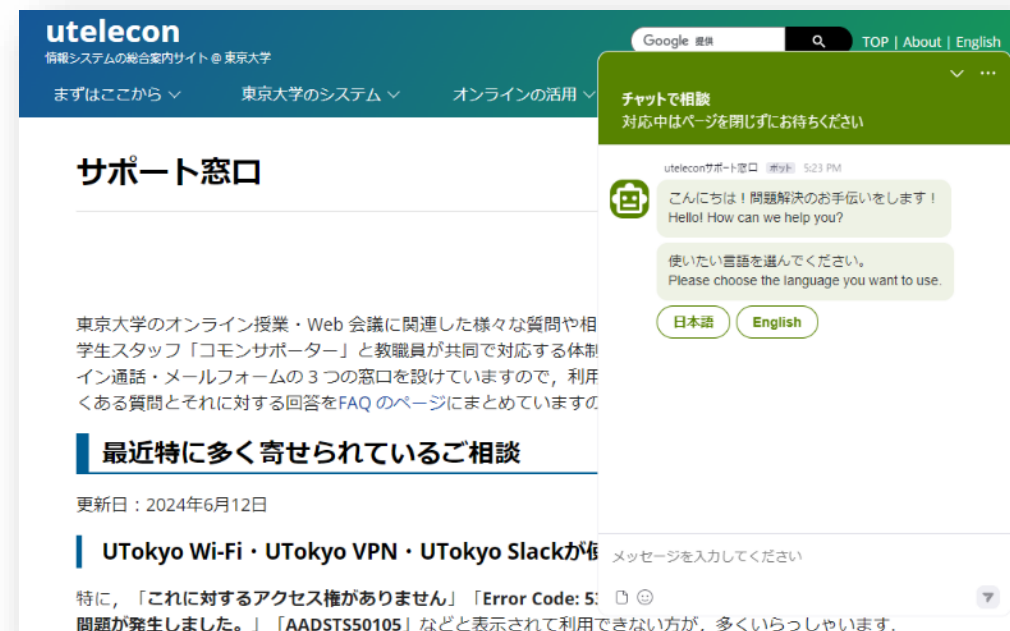 utelecon
情報システムの総合案内サイト @ 東京大学
Google 提供
TOP | About | English
まずはここから
東京大学のシステム
オンラインの活用
サポート窓口
東京大学のオンライン授業・Web 会議に関連した様々な質問や相
学生スタッフ「コモンサポーター」と教職員が共同で対応する体制
イン通話・メールフォームの 3 つの窓口を設けていますので，利用
くある質問とそれに対する回答をFAQ のページにまとめていますの
最近特に多く寄せられているご相談
更新日：2024年6月12日
UTokyo Wi-Fi・UTokyo VPN・UTokyo Slackが使
特に，「これに対するアクセス権がありません」「Error Code: 53
問題が発生しました。」「AADSTS50105」などと表示されて利用できない方が，多くいらっしゃいます．
チャットで相談
対応中はページを閉じずにお待ちください
uteleconサポート窓口 ボット 5:23 PM
こんにちは！問題解決のお手伝いをします！
Hello! How can we help you?
使いたい言語を選んでください。
Please choose the language you want to use.
日本語
English
メッセージを入力してください